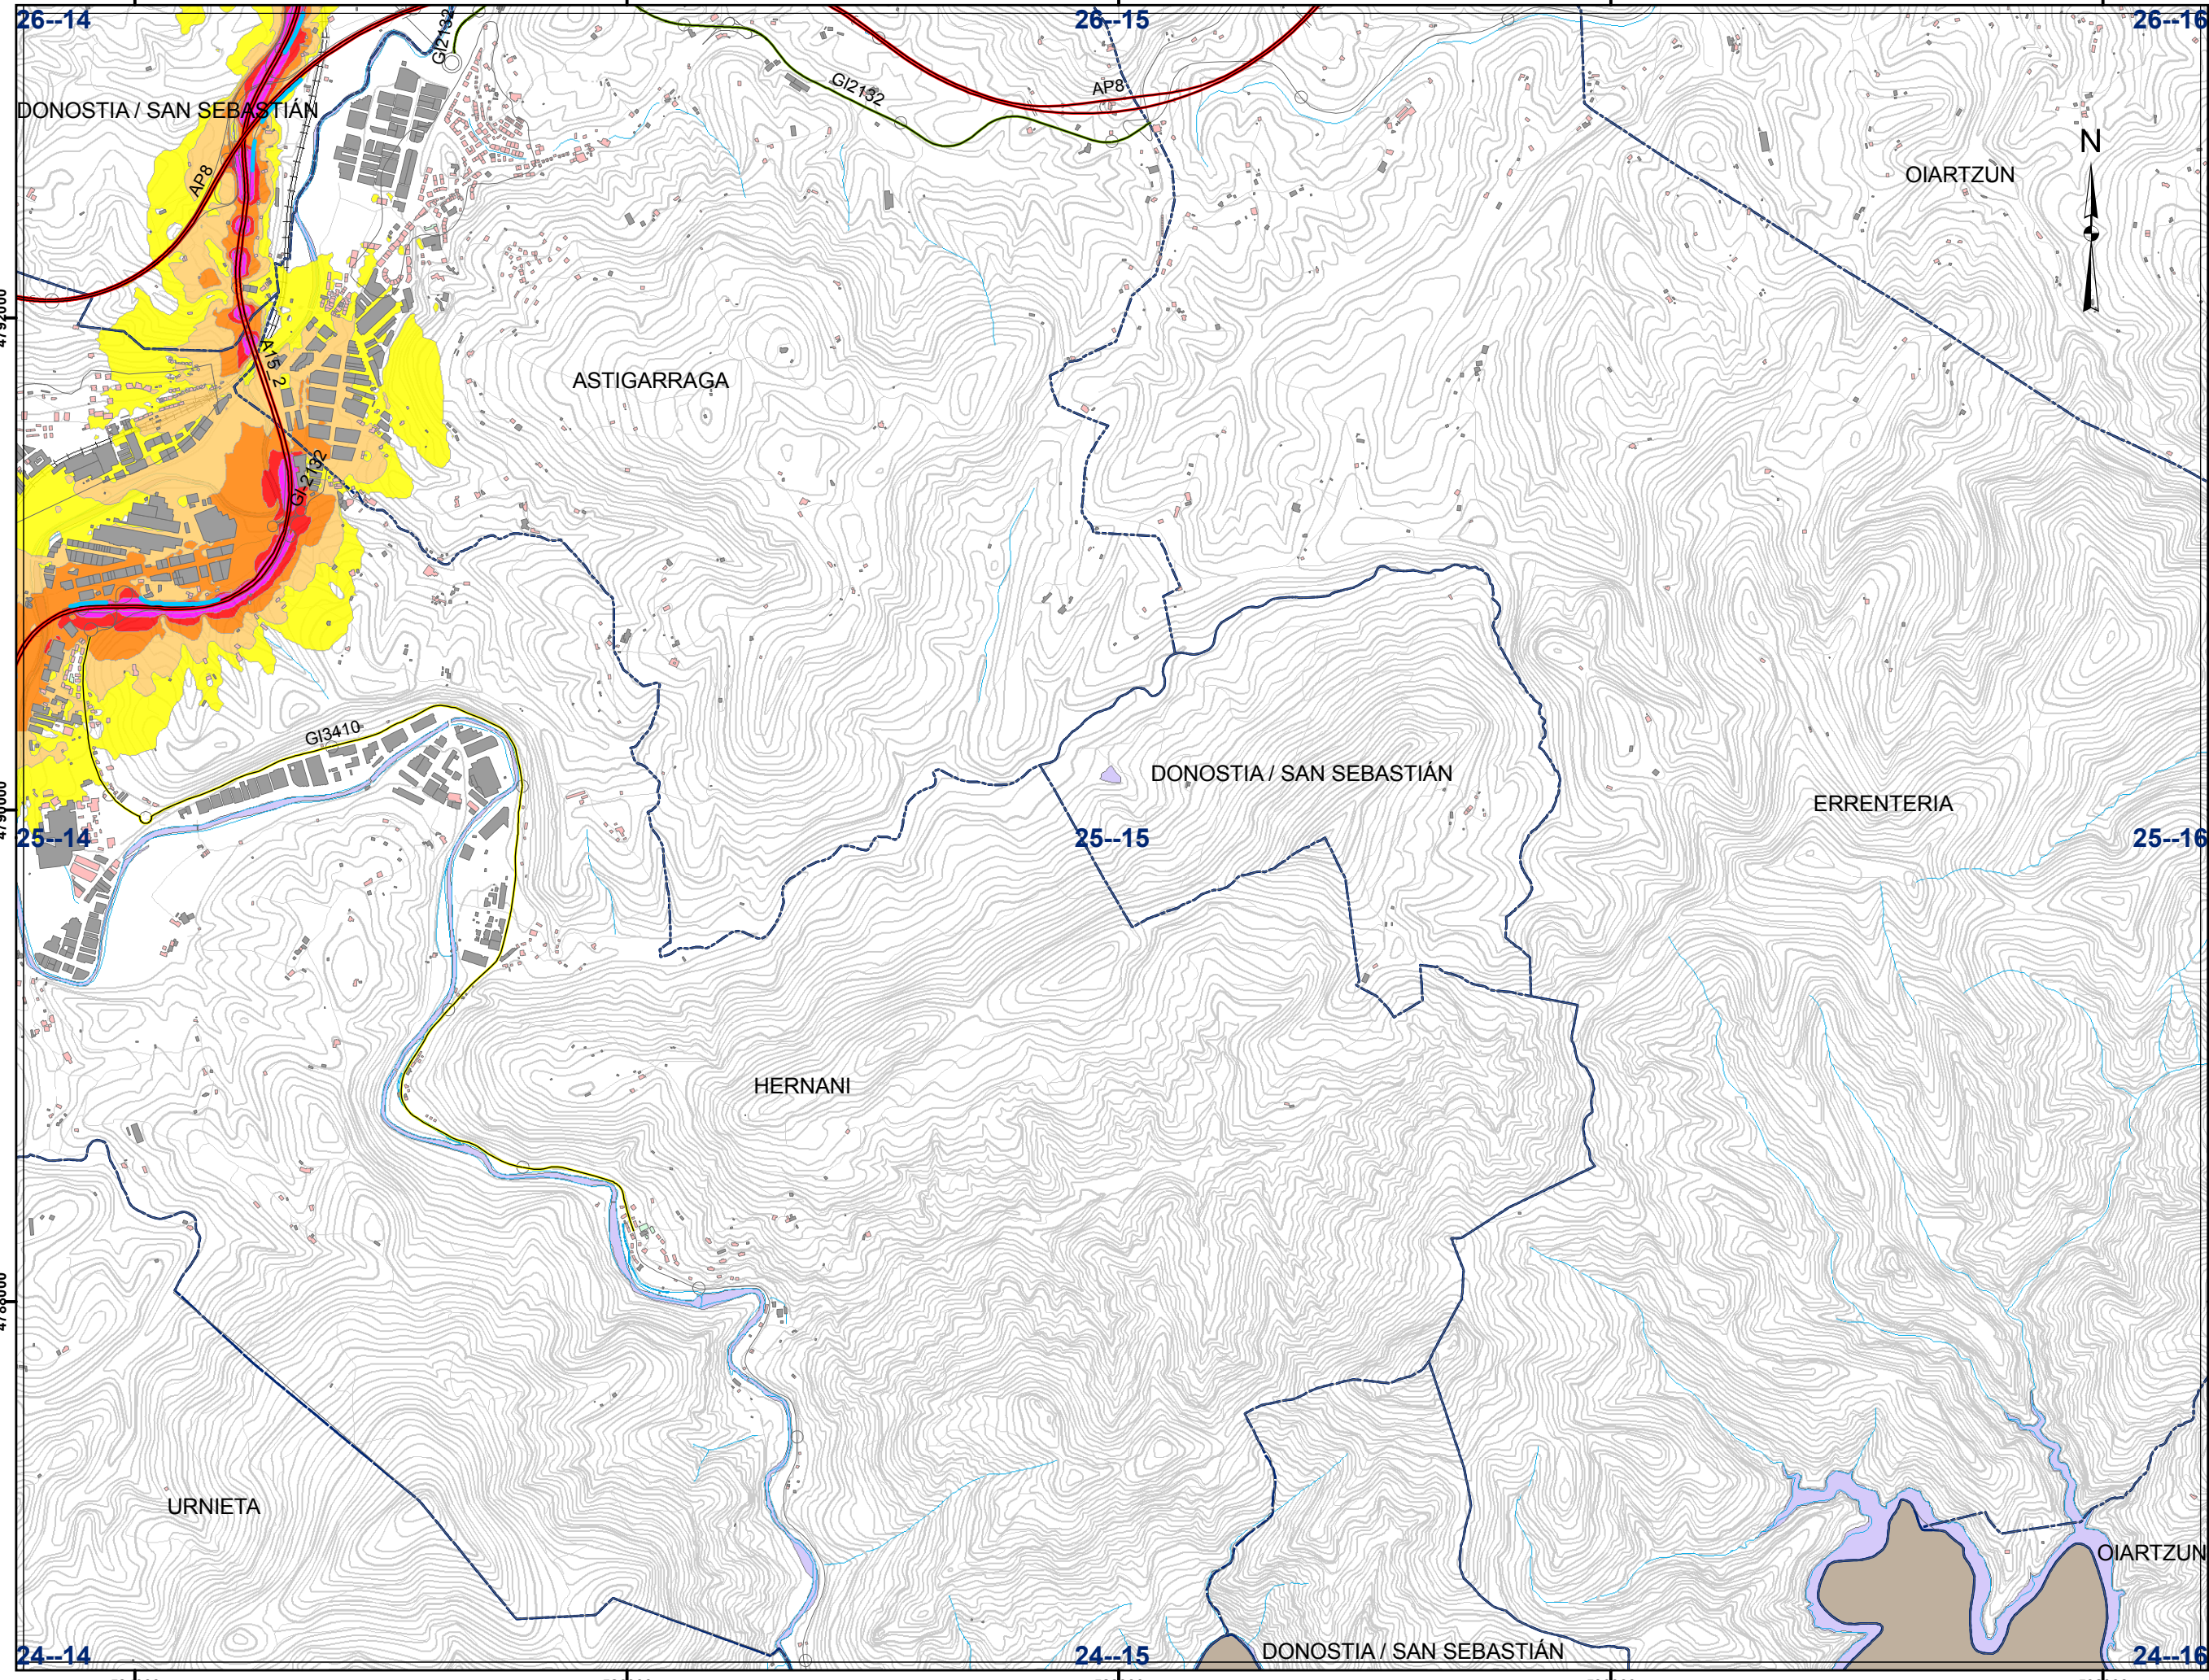 26--14
26--15
26--16
GI2132
GI2132
AP8
DONOSTIA / SAN SEBASTIÁN
N
OIARTZUN
AP8
A15
2
ASTIGARRAGA
GI-2132
GI3410
DONOSTIA / SAN SEBASTIÁN
ERRENTERIA
25--14
25--15
25--16
HERNANI
URNIETA
OIARTZUN
DONOSTIA / SAN SEBASTIÁN
24--14
24--15
24--16